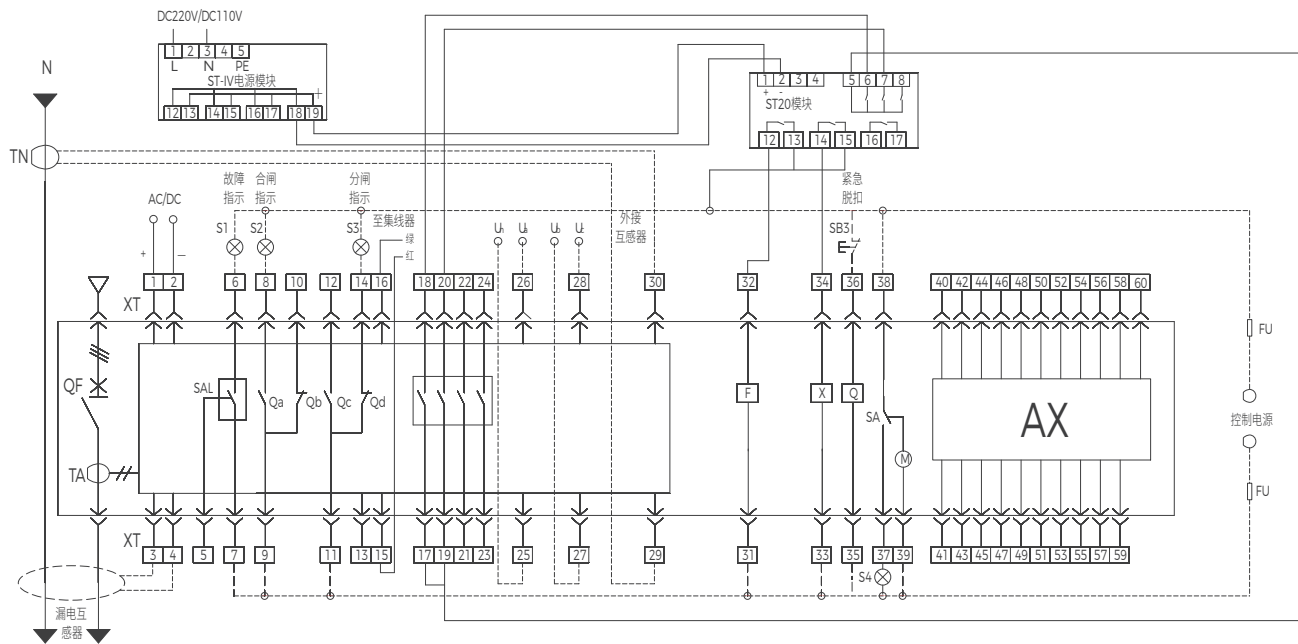 DC220V/DC110V
1 2 3 4 5
L N PE
ST-IV电源模块
+
12 13 14 15 16 17 18 19
1 2 3 4 5 6 7 8
+ -
ST20模块
12 13 14 15 16 17
N
TN
AC/DC
+ −
故障
指示
合闸
指示
分闸
指示
S1 S2 S3
至集线器
绿
红
外接
互感器
紧急
脱扣
SB3
XT
1 2 6 8 10 12 14 16 18 20 22 24 26 28 30 32 34 36 38 40 42 44 46 48 50 52 54 56 58 60
QF
SAL
Qa Qb Qc Qd
F X Q
SA
M
AX
FU
控制电源
FU
TA
XT
3 4 5 7 9 11 13 15 17 19 21 23 25 27 29 31 33 35 37 39 41 43 45 47 49 51 53 55 57 59
S4
漏电互
感器